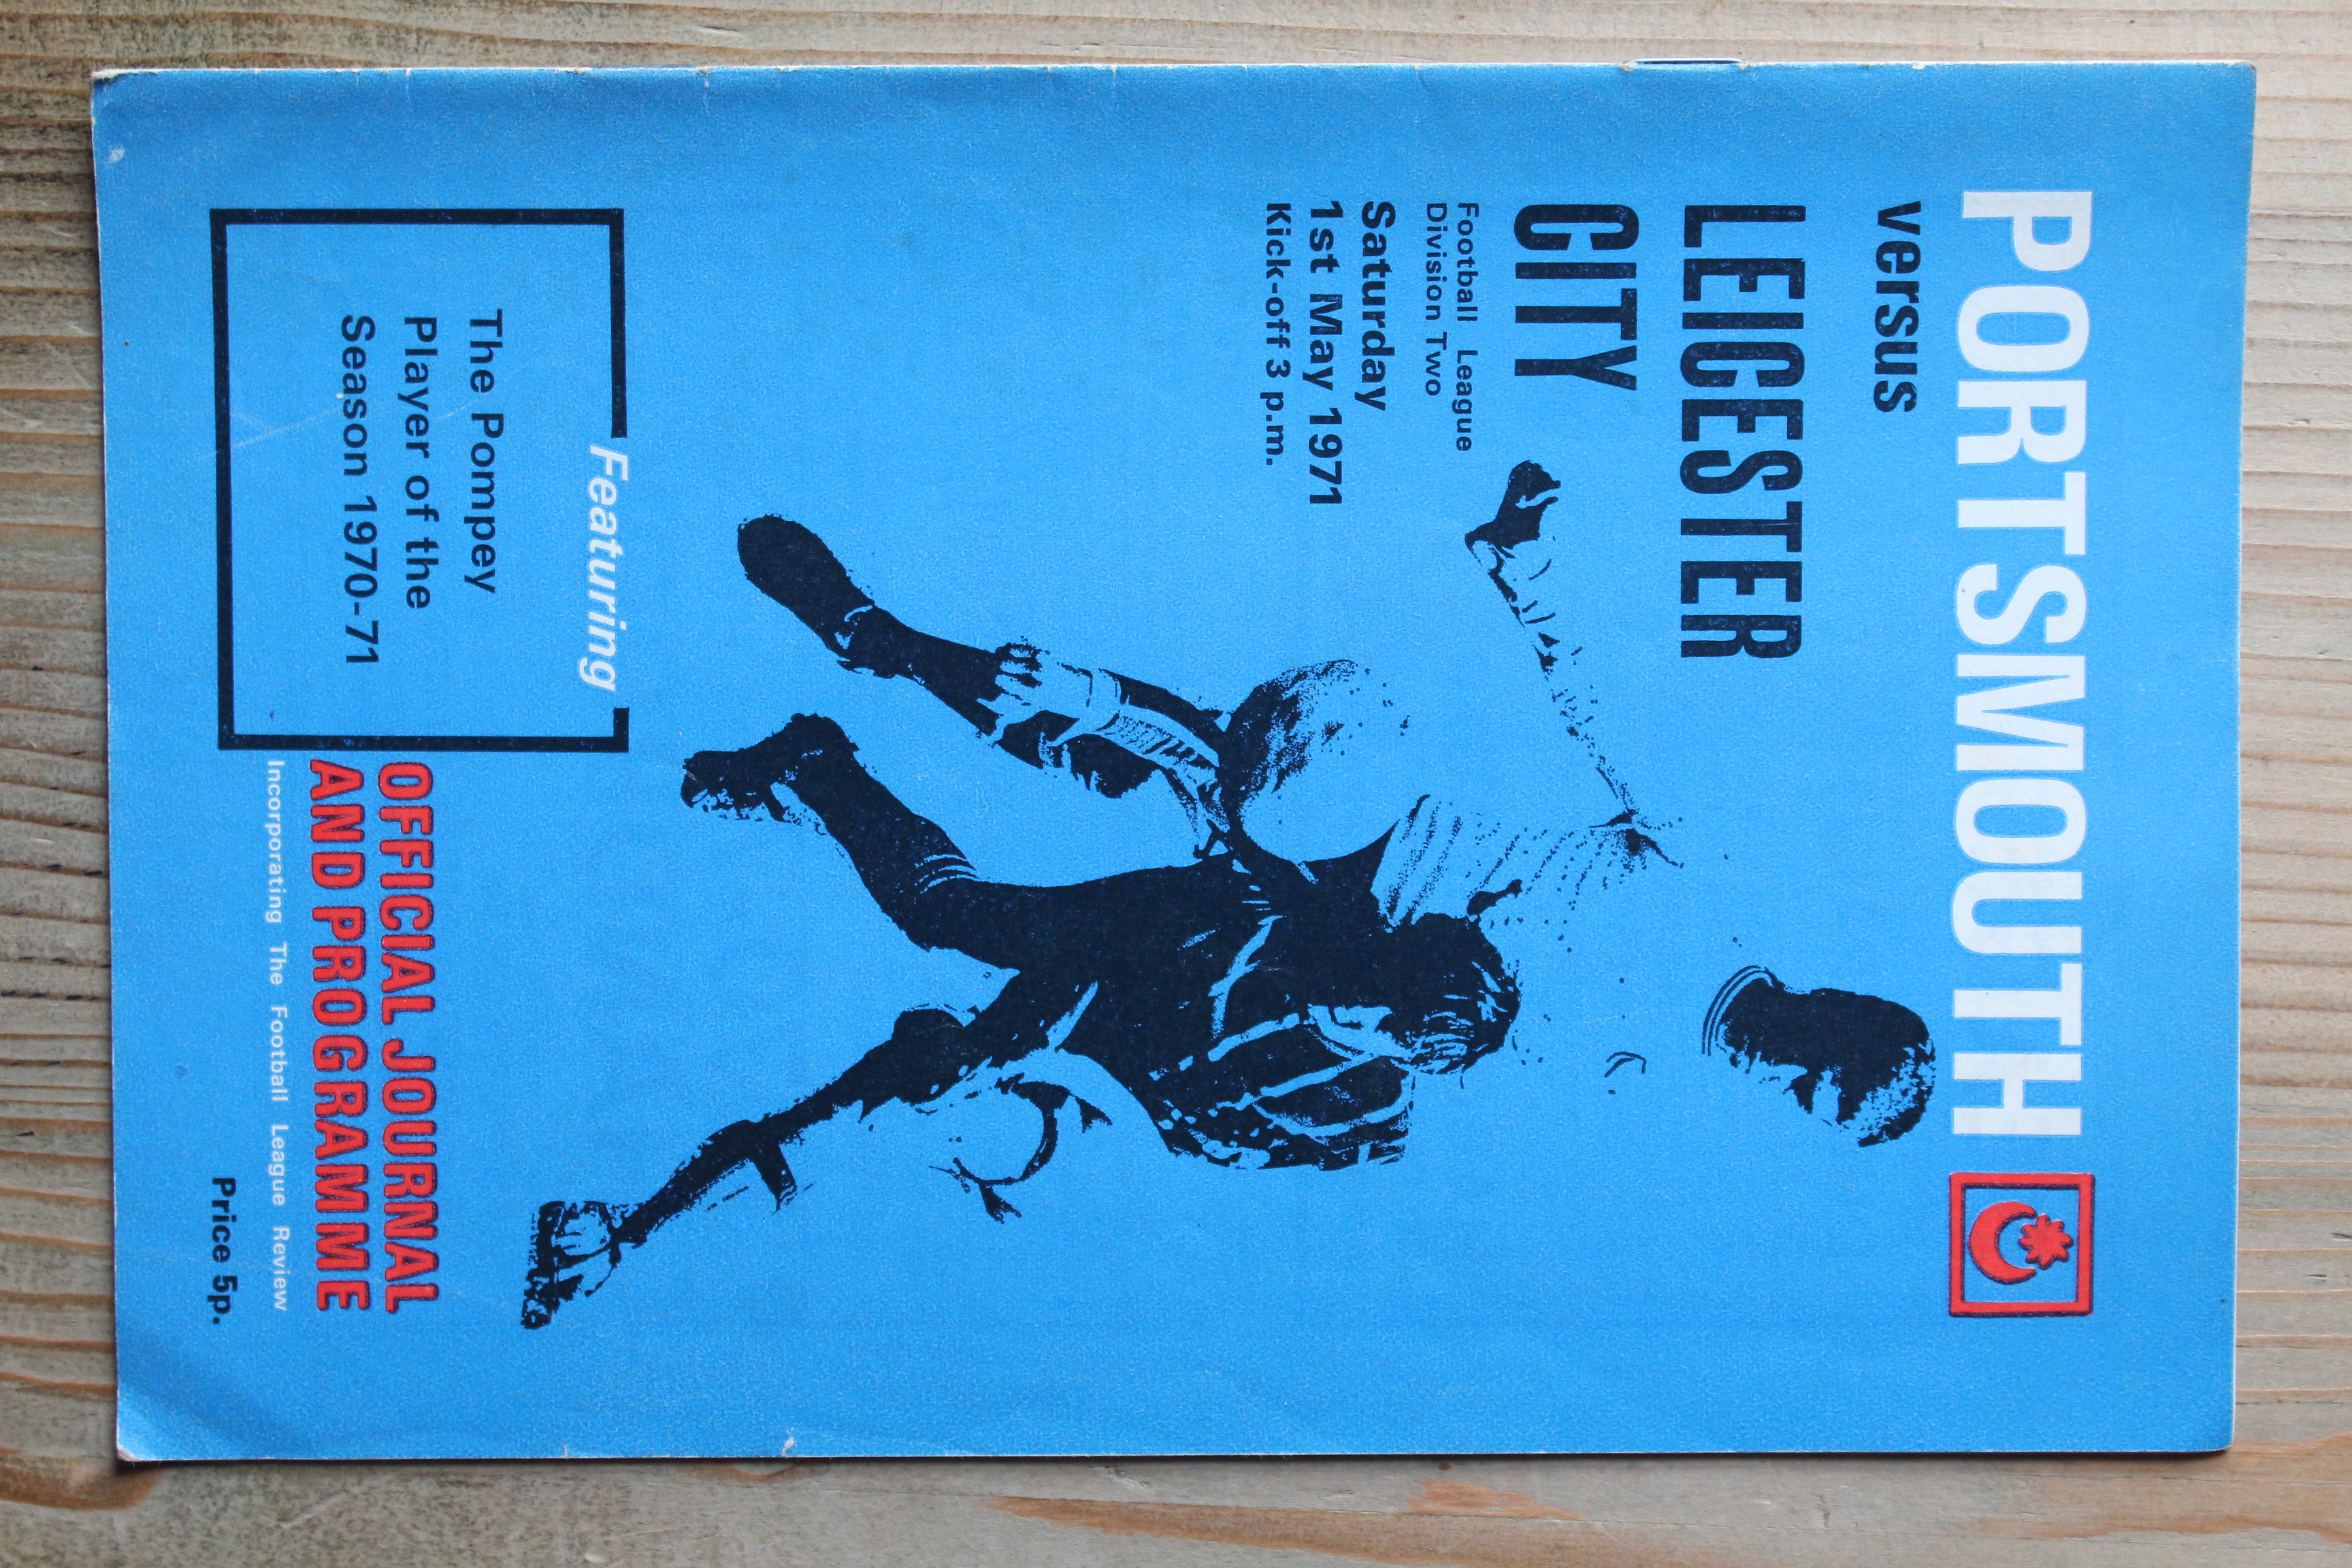 PORTSMOUTH
versus
LEICESTER
CITY
Football League
Division Two
Saturday
1st May 1971
Kick-off 3 p.m.
Featuring
The Pompey
Player of the
Season 1970-71
OFFICIAL JOURNAL
AND PROGRAMME
Incorporating The Football League Review
Price 5p.